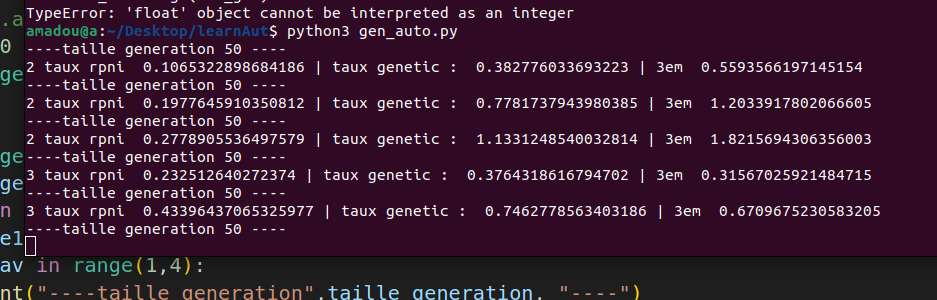 TypeError: 'float' object cannot be interpreted as an integer
amadou@a:~/Desktop/learnAut$ python3 gen_auto.py
----taille generation 50 ----
2 taux rpni  0.1065322898684186 | taux genetic :  0.382776033693223 | 3em  0.5593566197145154
----taille generation 50 ----
2 taux rpni  0.1977645910350812 | taux genetic :  0.7781737943980385 | 3em  1.2033917802066605
----taille generation 50 ----
2 taux rpni  0.2778905536497579 | taux genetic :  1.1331248540032814 | 3em  1.8215694306356003
----taille generation 50 ----
3 taux rpni  0.232512640272374 | taux genetic :  0.3764318616794702 | 3em  0.31567025921484715
----taille generation 50 ----
3 taux rpni  0.43396437065325977 | taux genetic :  0.7462778563403186 | 3em  0.6709675230583205
----taille generation 50 ----
av in range(1,4):
nt("----taille generation",taille generation, "----")